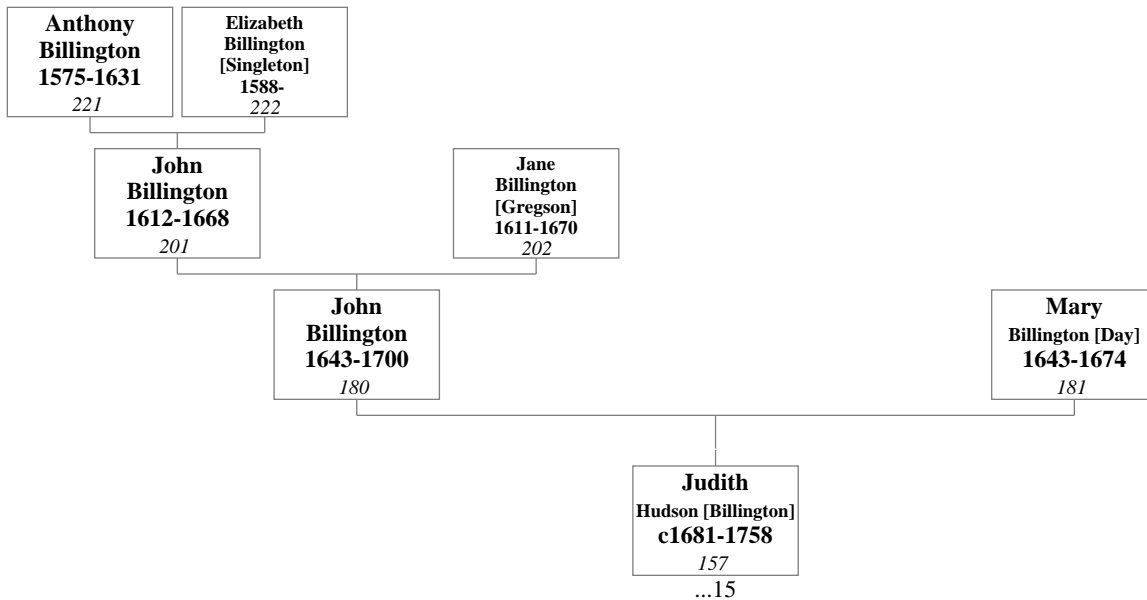 Anthony
Billington
1575-1631
221
Elizabeth
Billington
[Singleton]
1588-
222
John
Billington
1612-1668
201
Jane
Billington
[Gregson]
1611-1670
202
John
Billington
1643-1700
180
Mary
Billington [Day]
1643-1674
181
Judith
Hudson [Billington]
c1681-1758
157
...15